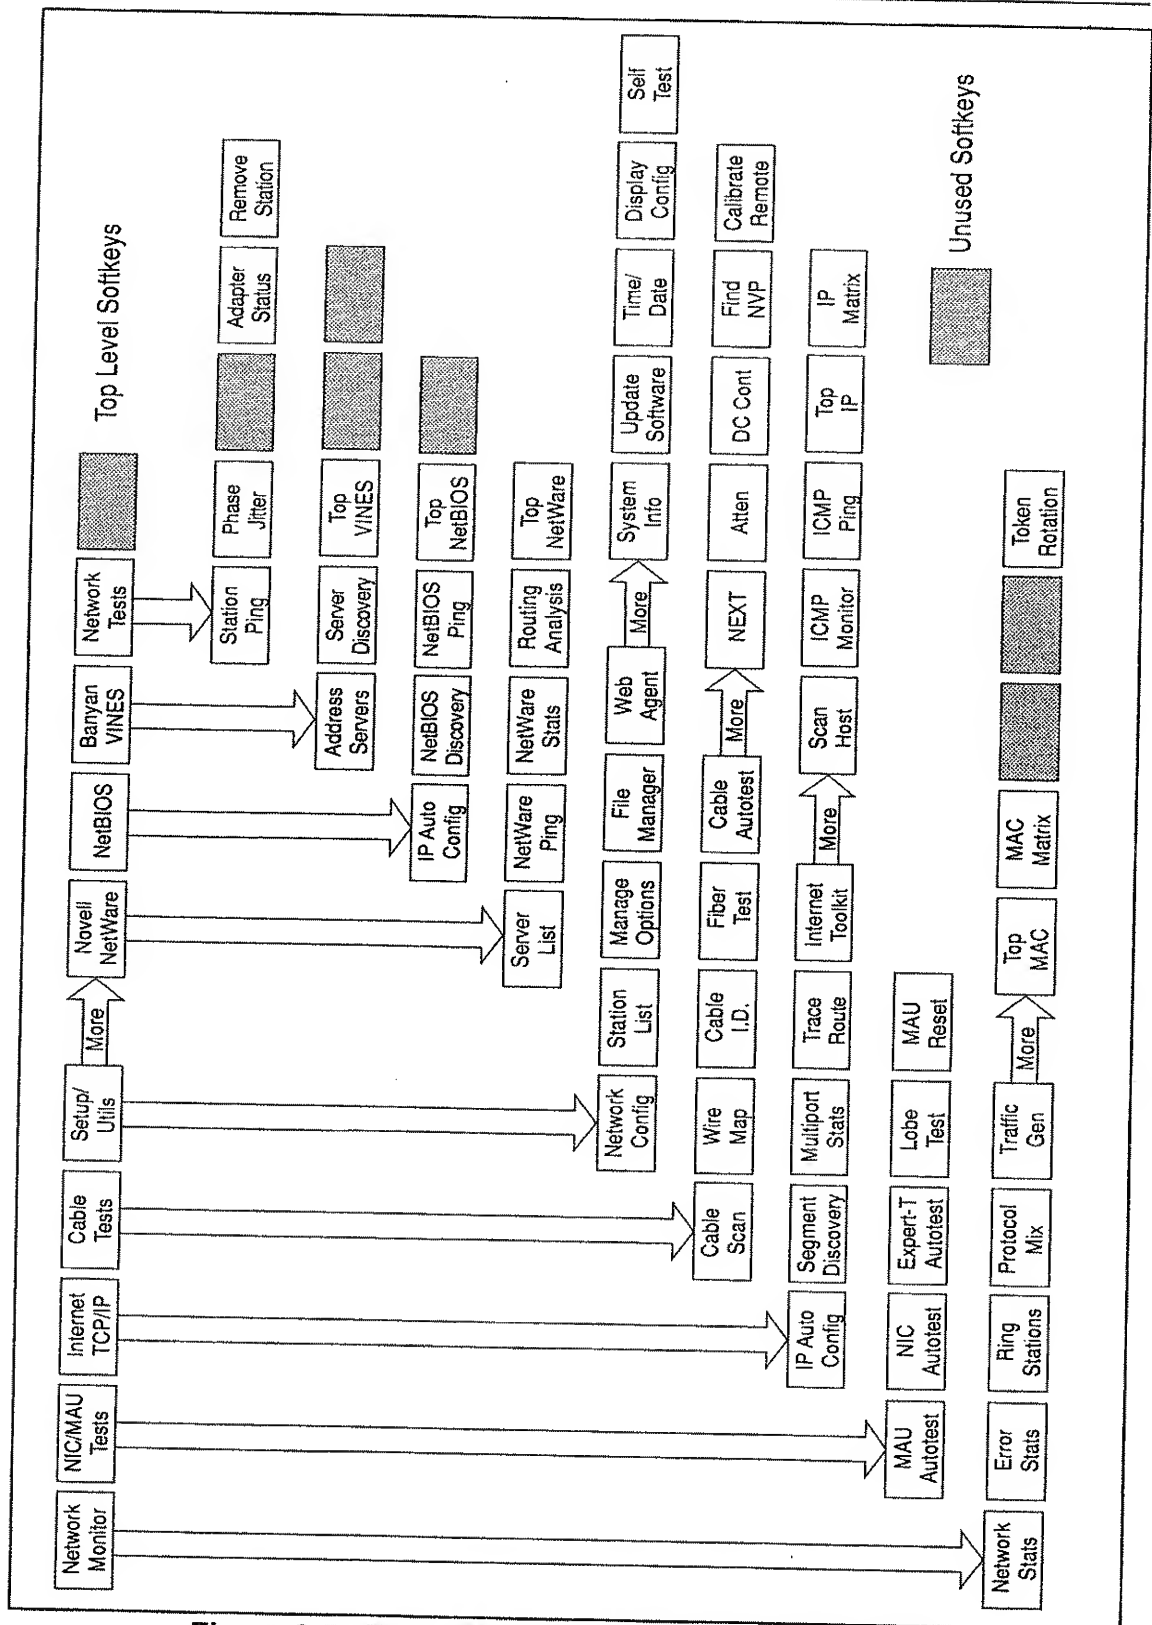 Network
Monitor
NIC/MAU
Tests
Internet
TCP/IP
Cable
Tests
Setup/
Utils
More
Novell
NetWare
NetBIOS
Banyan
VINES
Network
Tests
Top Level Softkeys
Station
Ping
Phase
Jitter
Adapter
Status
Remove
Station
Address
Servers
Server
Discovery
Top
VINES
IP Auto
Config
NetBIOS
Discovery
NetBIOS
Ping
Top
NetBIOS
Server
List
NetWare
Ping
NetWare
Stats
Routing
Analysis
Top
NetWare
Network
Config
Station
List
Manage
Options
File
Manager
Web
Agent
More
System
Info
Update
Software
Time/
Date
Display
Config
Self
Test
Cable
Scan
Wire
Map
Cable
I.D.
Fiber
Test
Cable
Autotest
More
NEXT
Atten
DC Cont
Find
NVP
Calibrate
Remote
IP Auto
Config
Segment
Discovery
Multiport
Stats
Trace
Route
Internet
Toolkit
More
Scan
Host
ICMP
Monitor
ICMP
Ping
Top
IP
IP
Matrix
MAU
Autotest
NIC
Autotest
Expert-T
Autotest
Lobe
Test
MAU
Reset
Unused Softkeys
Network
Stats
Error
Stats
Ring
Stations
Protocol
Mix
Traffic
Gen
More
Top
MAC
MAC
Matrix
Token
Rotation